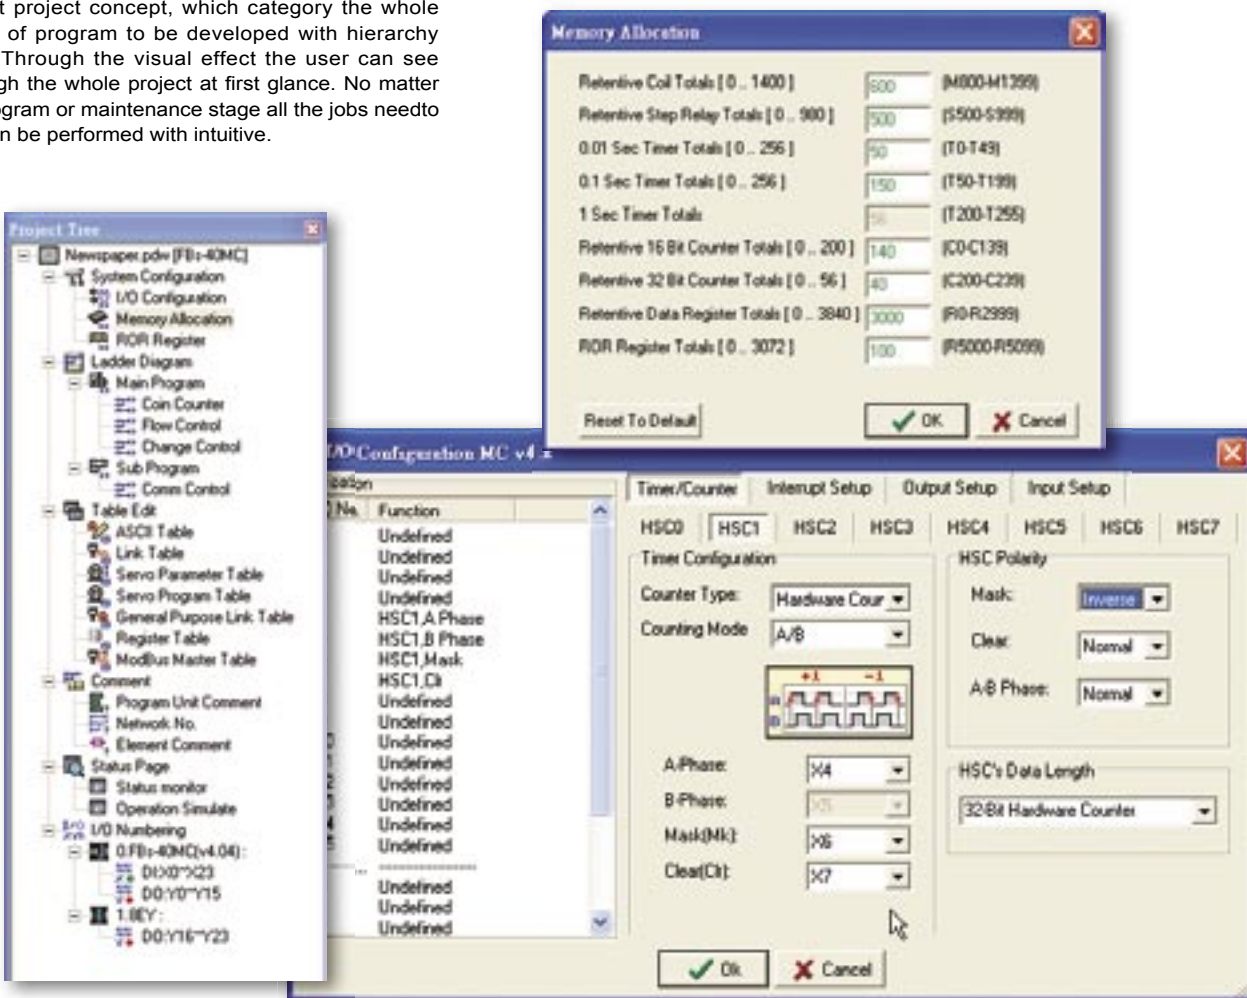 t project concept, which category the whole
of program to be developed with hierarchy
Through the visual effect the user can see
gh the whole project at first glance. No matter
ogram or maintenance stage all the jobs needto
n be performed with intuitive.
Memory Allocation
Retentive Coil Totals [ 0 .. 1400 ] 600 (M800-M1399)
Retentive Step Relay Totals [ 0 .. 980 ] 500 (S500-S999)
0.01 Sec Timer Totals [ 0 .. 256 ] 50 (T0-T49)
0.1 Sec Timer Totals [ 0 .. 256 ] 150 (T50-T199)
1 Sec Timer Totals 56 (T200-T255)
Retentive 16 Bit Counter Totals [ 0 .. 200 ] 140 (C0-C139)
Retentive 32 Bit Counter Totals [ 0 .. 56 ] 40 (C200-C239)
Retentive Data Register Totals [ 0 .. 3840 ] 3000 (R0-R2999)
ROR Register Totals [ 0 .. 3072 ] 100 (R5000-R5099)
Reset To Default OK Cancel
Project Tree
Newspaper.pdw [FBs-40MC]
System Configuration
I/O Configuration
Memory Allocation
ROR Register
Ladder Diagram
Main Program
Coin Counter
Flow Control
Change Control
Sub Program
Comm Control
Table Edit
ASCII Table
Link Table
Servo Parameter Table
Servo Program Table
General Purpose Link Table
Register Table
ModBus Master Table
Comment
Program Unit Comment
Network No.
Element Comment
Status Page
Status monitor
Operation Simulate
I/O Numbering
0.FBs-40MC(v4.04) :
DI:X0~X23
DO:Y0~Y15
1.8EY :
DO:Y16~Y23
I/O Configuration MC v4.x
Function
Undefined
Undefined
Undefined
Undefined
HSC1,A Phase
HSC1,B Phase
HSC1,Mask
HSC1,Clr
Undefined
Undefined
Undefined
Undefined
Undefined
Undefined
Undefined
Undefined
Undefined
Undefined
Undefined
Timer/Counter Interrupt Setup Output Setup Input Setup
HSC0 HSC1 HSC2 HSC3 HSC4 HSC5 HSC6 HSC7
Timer Configuration
Counter Type: Hardware Cour
Counting Mode A/B
+1 -1
A
B
A-Phase: X4
B-Phase: X5
Mask(Mk): X6
Clear(Clr): X7
HSC Polarity
Mask: Inverse
Clear: Normal
A-B Phase: Normal
HSC's Data Length
32-Bit Hardware Counter
Ok Cancel